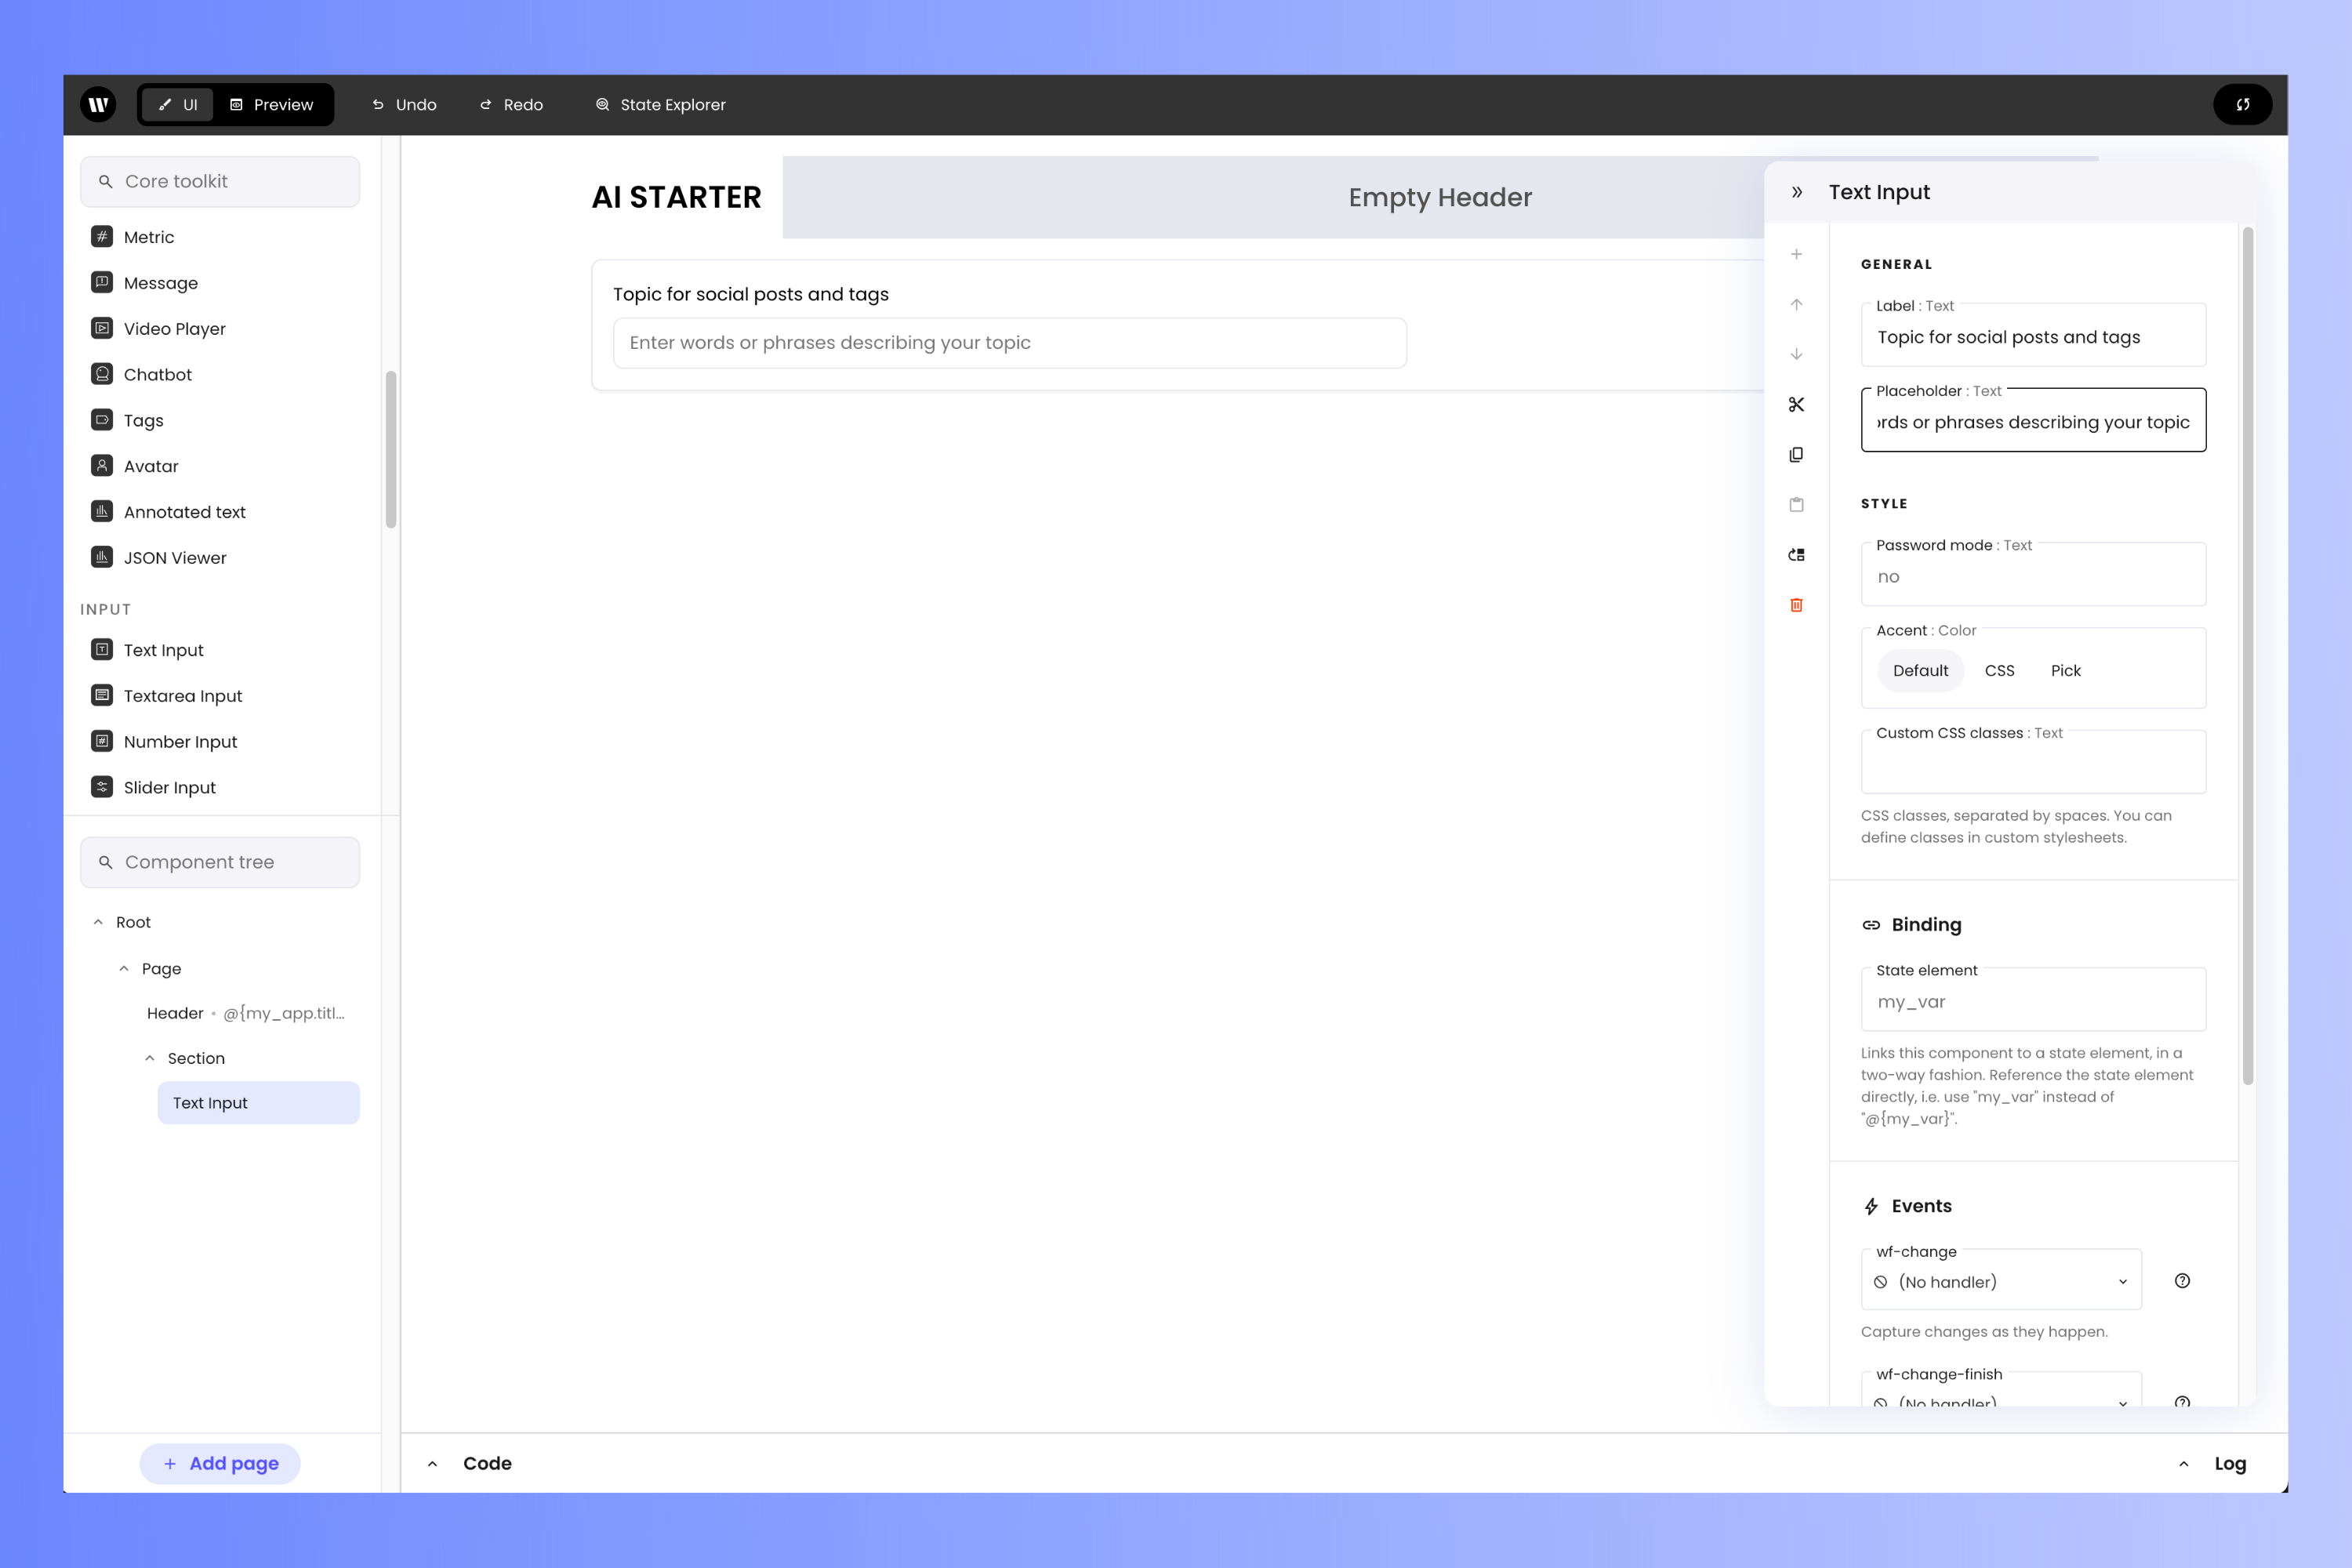 UI
Preview
Undo
Redo
State Explorer
Core toolkit
Metric
Message
Video Player
Chatbot
Tags
Avatar
Annotated text
JSON Viewer
INPUT
Text Input
Textarea Input
Number Input
Slider Input
Component tree
Root
Page
Header • @{my_app.titl...
Section
Text Input
+ Add page
AI STARTER
Empty Header
Topic for social posts and tags
Enter words or phrases describing your topic
Code
Log
Text Input
GENERAL
Label : Text
Topic for social posts and tags
Placeholder : Text
rds or phrases describing your topic
STYLE
Password mode : Text
no
Accent : Color
Default
CSS
Pick
Custom CSS classes : Text
CSS classes, separated by spaces. You can
define classes in custom stylesheets.
Binding
State element
my_var
Links this component to a state element, in a
two-way fashion. Reference the state element
directly, i.e. use "my_var" instead of
"@{my_var}".
Events
wf-change
(No handler)
Capture changes as they happen.
wf-change-finish
(No handler)